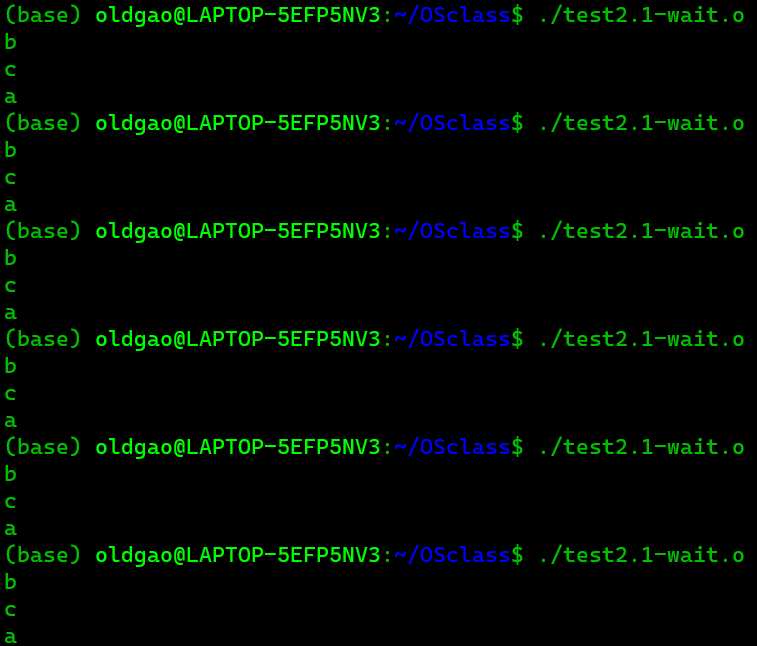 (base) oldgao@LAPTOP-5EFP5NV3:~/OSclass$ ./test2.1-wait.o
b
c
a
(base) oldgao@LAPTOP-5EFP5NV3:~/OSclass$ ./test2.1-wait.o
b
c
a
(base) oldgao@LAPTOP-5EFP5NV3:~/OSclass$ ./test2.1-wait.o
b
c
a
(base) oldgao@LAPTOP-5EFP5NV3:~/OSclass$ ./test2.1-wait.o
b
c
a
(base) oldgao@LAPTOP-5EFP5NV3:~/OSclass$ ./test2.1-wait.o
b
c
a
(base) oldgao@LAPTOP-5EFP5NV3:~/OSclass$ ./test2.1-wait.o
b
c
a